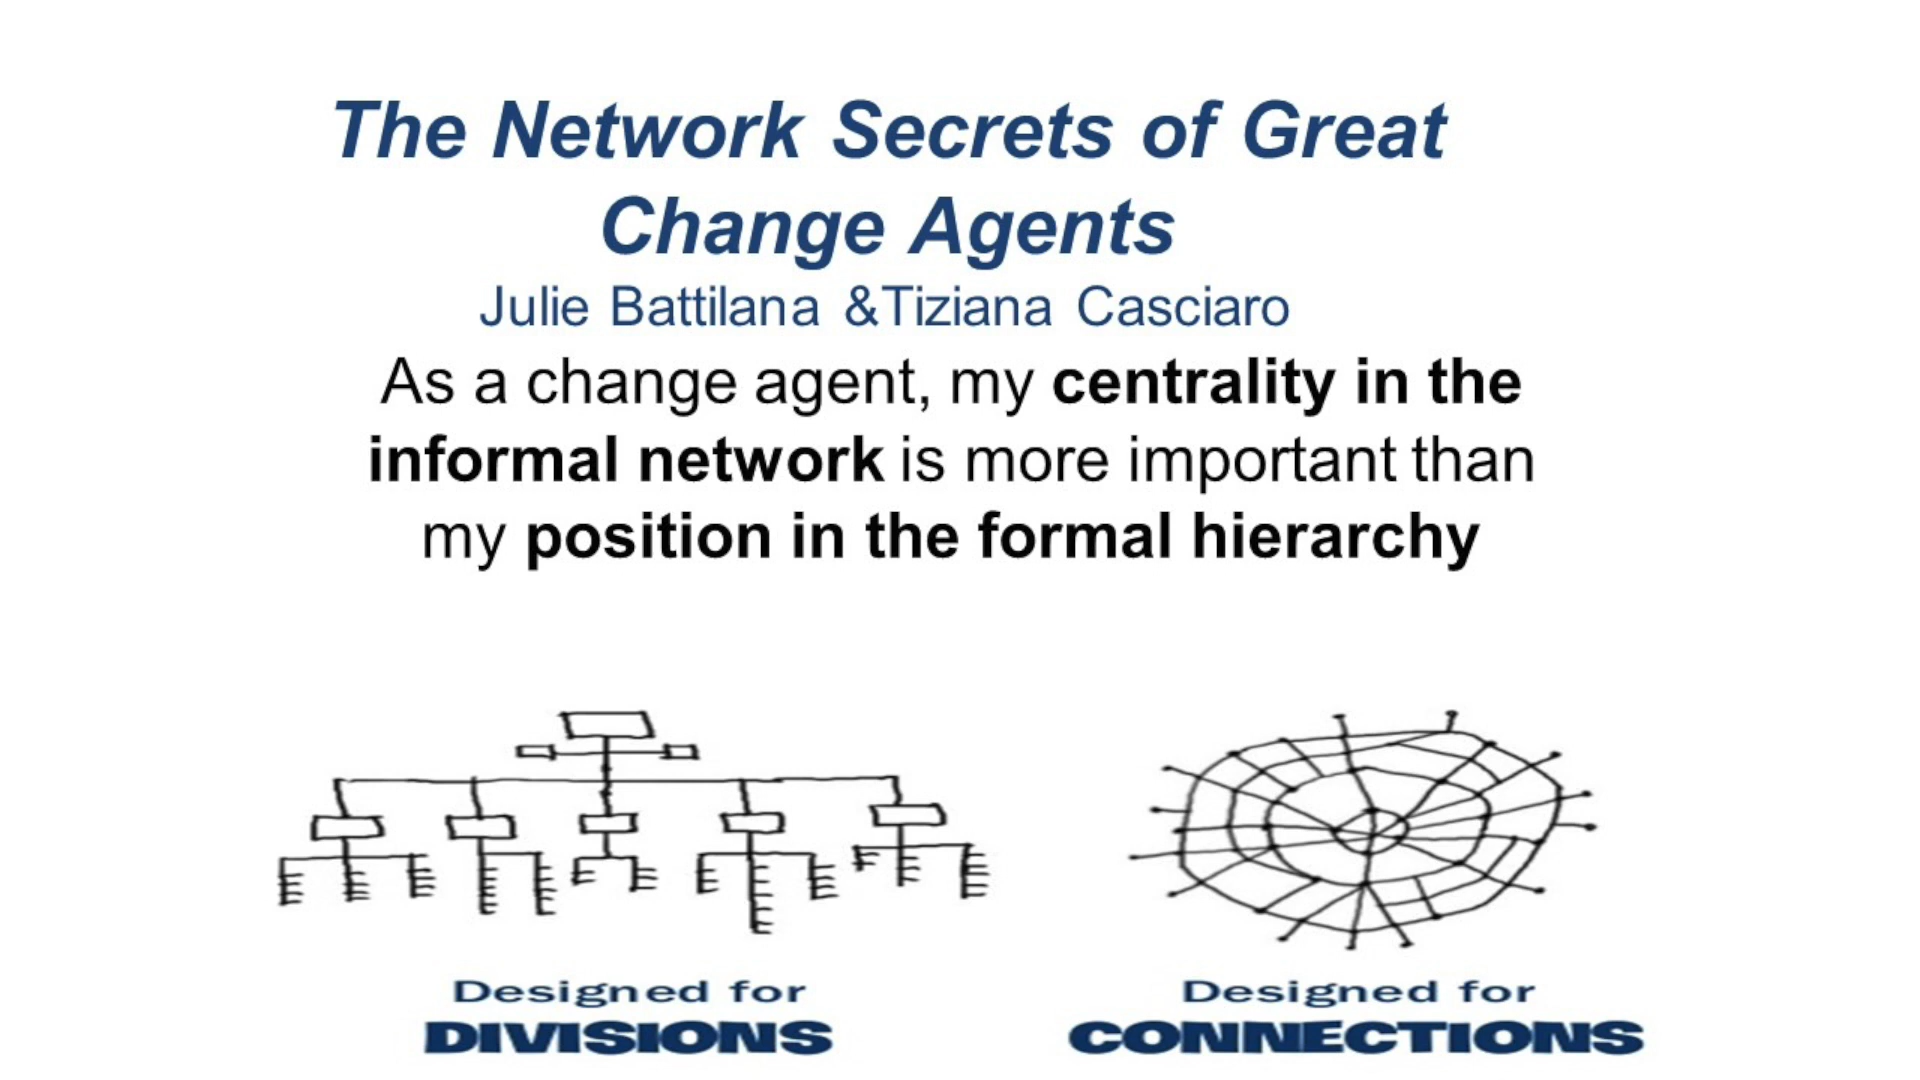 The Network Secrets of Great
Change Agents
Julie Battilana &Tiziana Casciaro
As a change agent, my centrality in the
informal network is more important than
my position in the formal hierarchy
Designed for
DIVISIONS
Designed for
CONNECTIONS